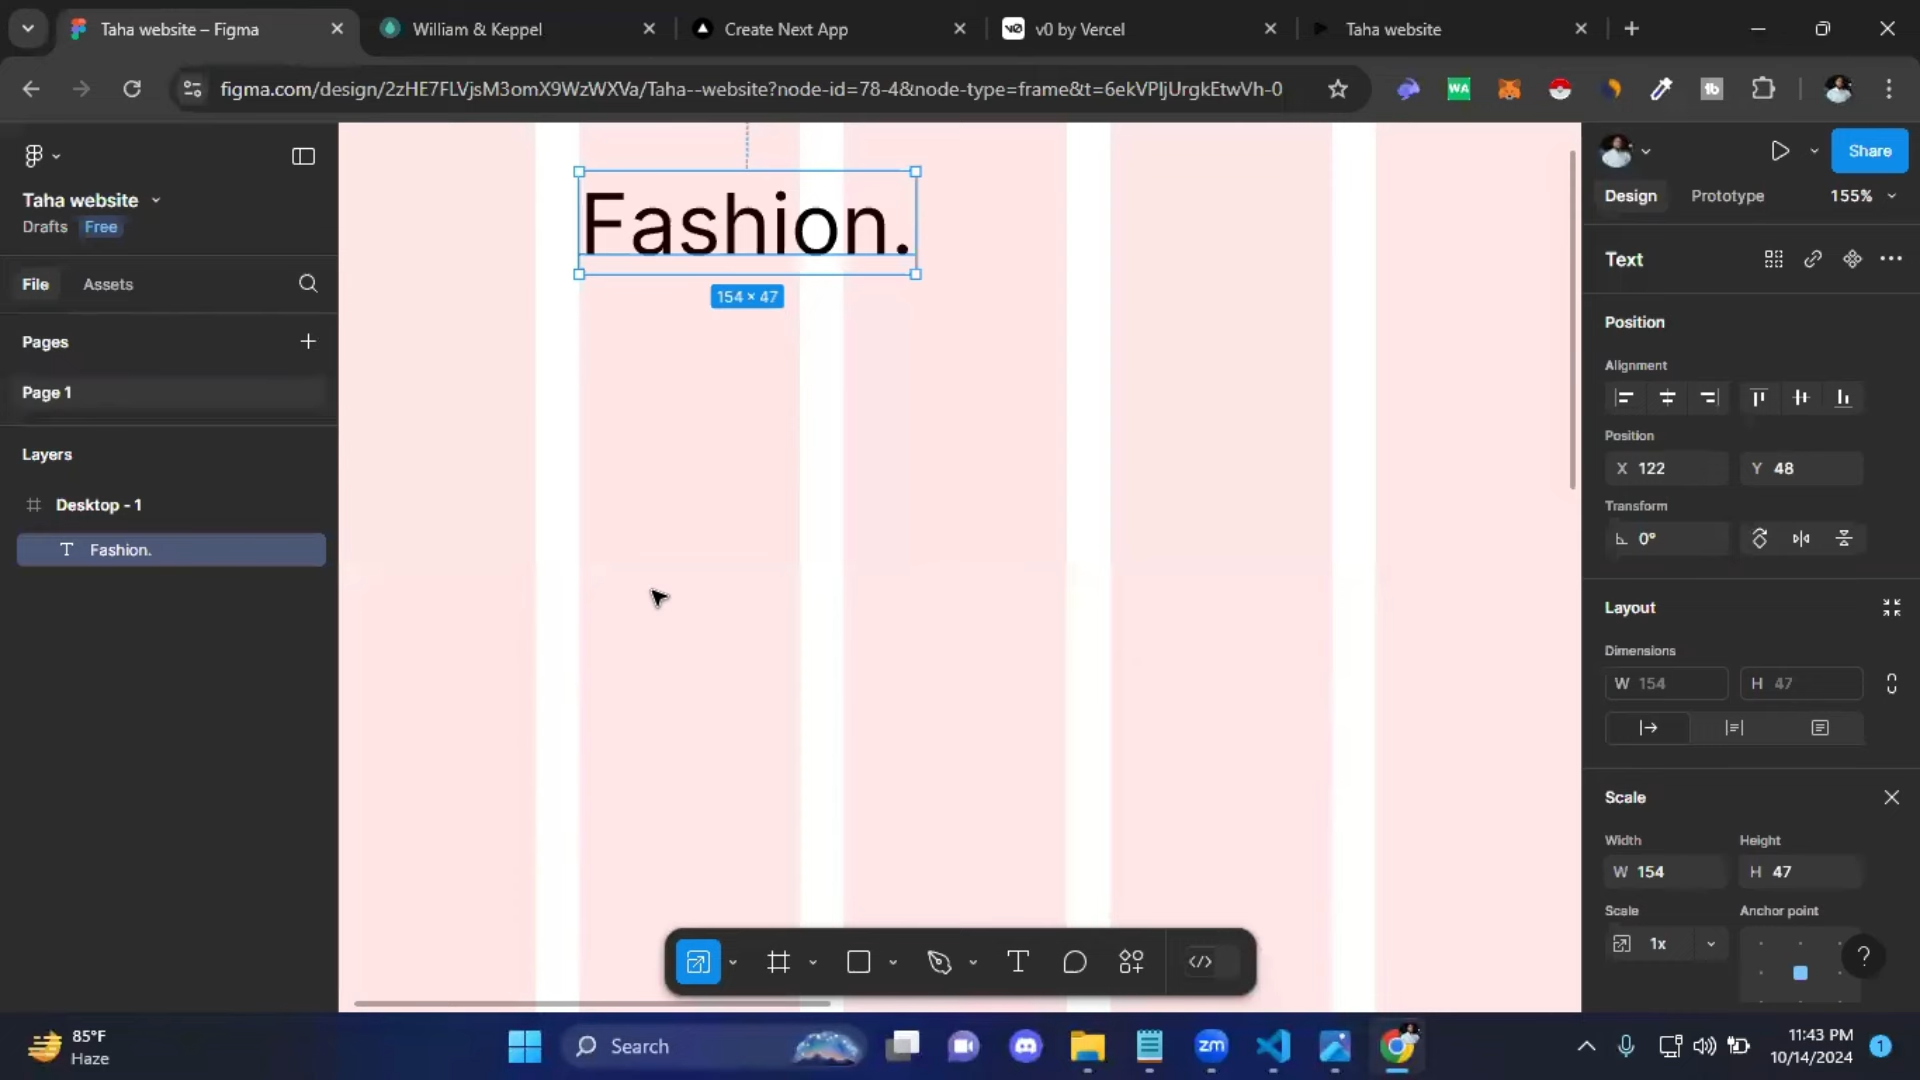 Taha website – Figma
William & Keppel
Create Next App
v0 by Vercel
Taha website
figma.com/design/2zHE7FLVjsM3omX9WzWXVa/Taha--website?node-id=78-4&node-type=frame&t=6ekVPljUrgkEtwVh-0
WA
Taha website
Drafts Free
File Assets
Pages
Page 1
Layers
Desktop - 1
Fashion.
Fashion.
154 × 47
Share
Design Prototype 155%
Text
Position
Alignment
Position
X 122 Y 48
Transform
0°
Layout
Dimensions
W 154 H 47
Scale
Width Height
W 154 H 47
Scale Anchor point
1x
?
85°F
Haze
Search
zm
11:43 PM
10/14/2024
1